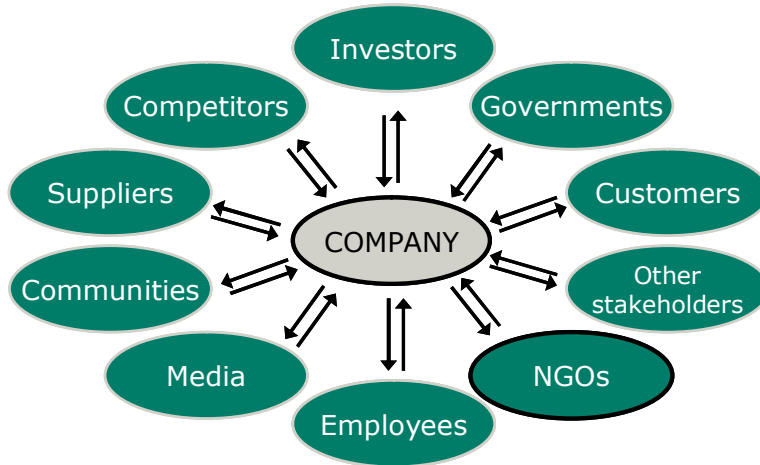 Investors
Competitors
Governments
Suppliers
Customers
COMPANY
Communities
Other
stakeholders
Media
NGOs
Employees